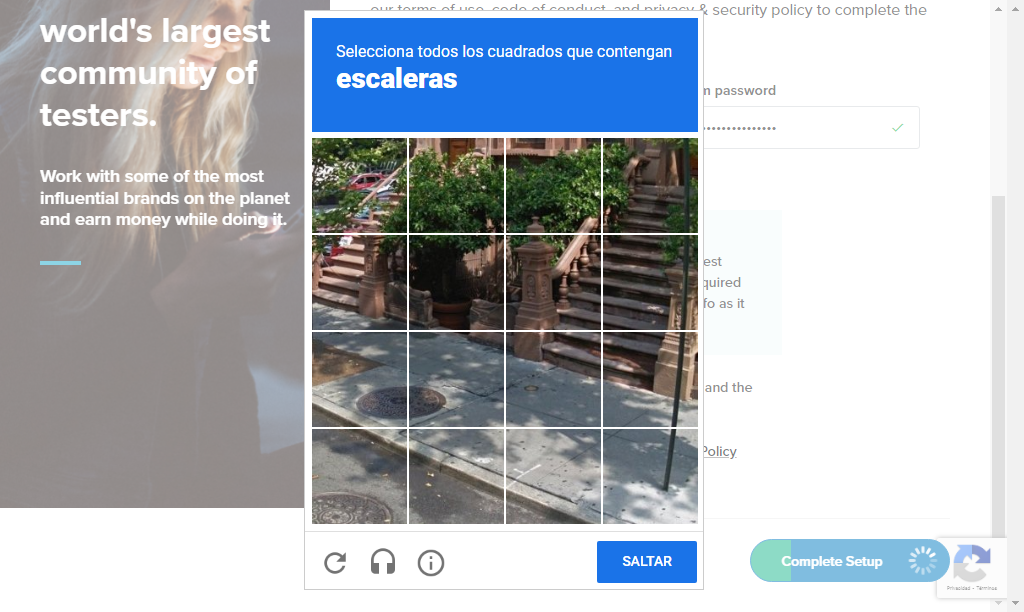 our terms of use, code of conduct, and privacy & security policy to complete the
world's largest
community of
testers.
Work with some of the most
influential brands on the planet
and earn money while doing it.
Selecciona todos los cuadrados que contengan
escaleras
m password
••••••••••••••
est
quired
fo as it
and the
Policy
SALTAR
Complete Setup
Privacidad - Términos